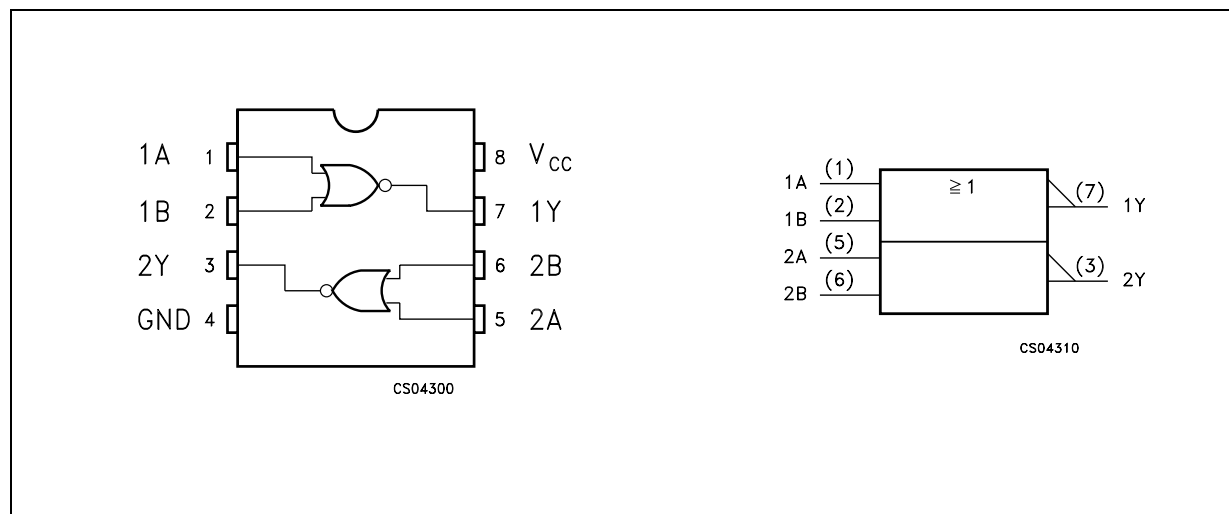 1A 1 8 VCC
1B 2 7 1Y
2Y 3 6 2B
GND 4 5 2A
CS04300
≧ 1
1A (1) (7) 1Y
1B (2)
2A (5) (3) 2Y
2B (6)
CS04310